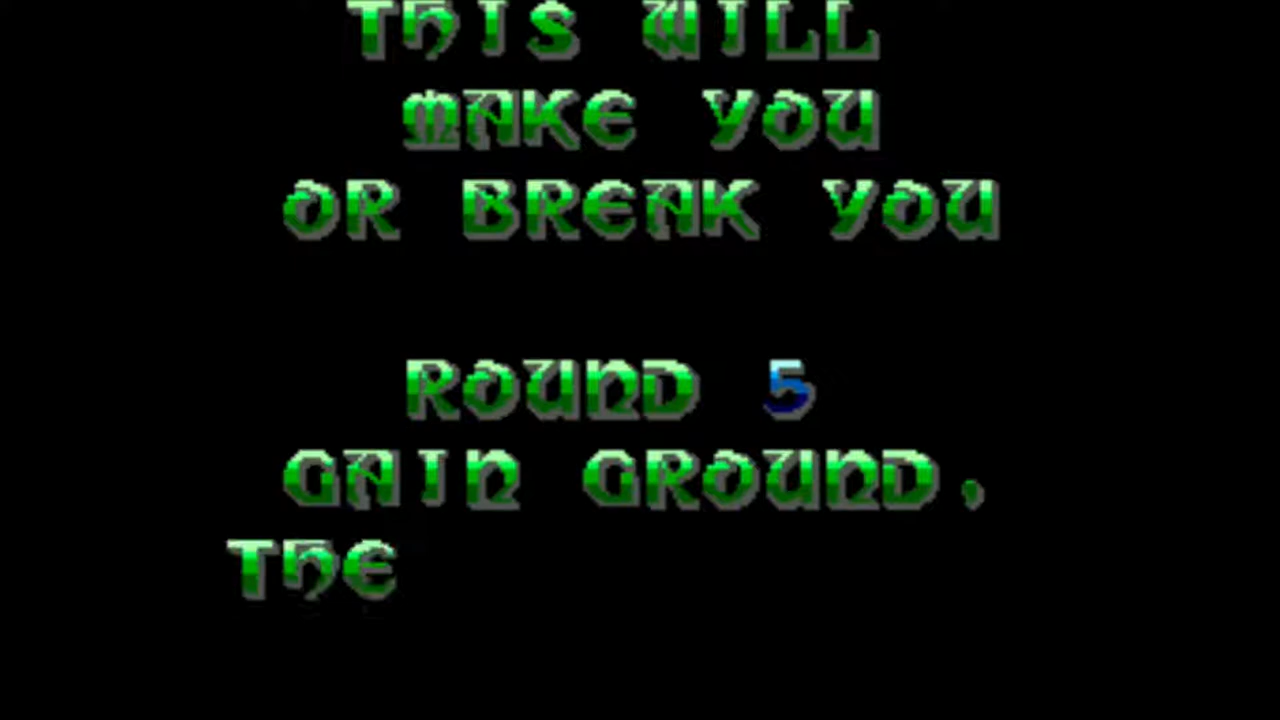 THIS WILL
MAKE YOU
OR BREAK YOU
ROUND 5
GAIN GROUND,
THE